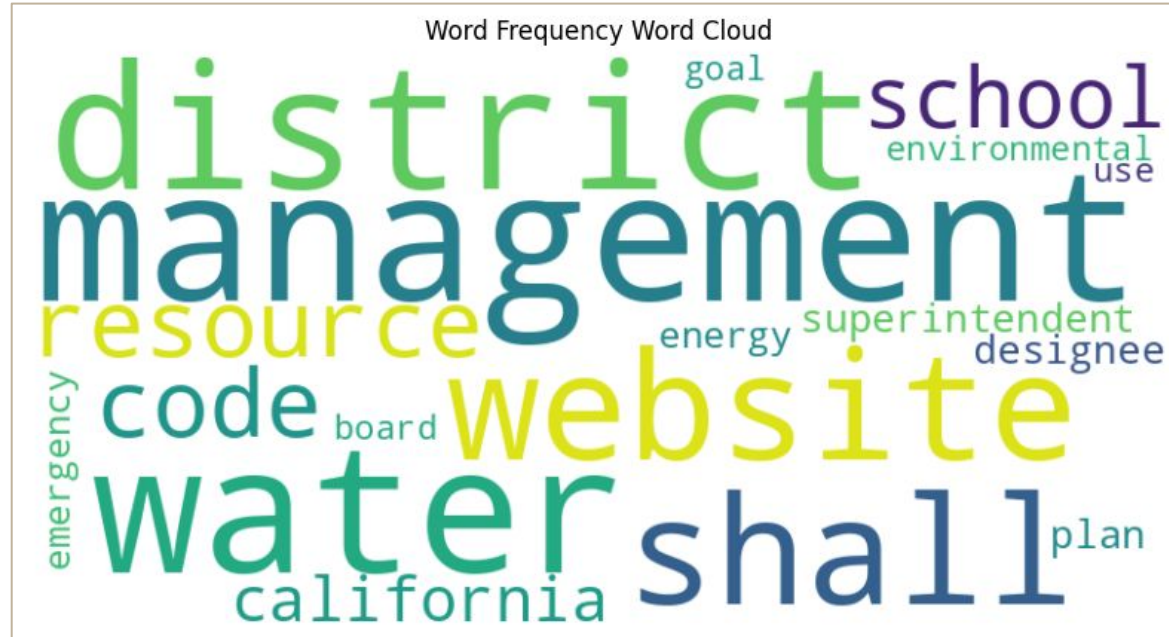 Word Frequency Word Cloud
goal
district
school
environmental
use
management
resource
superintendent
energy
designee
code
website
board
emergency
water
shall
plan
california